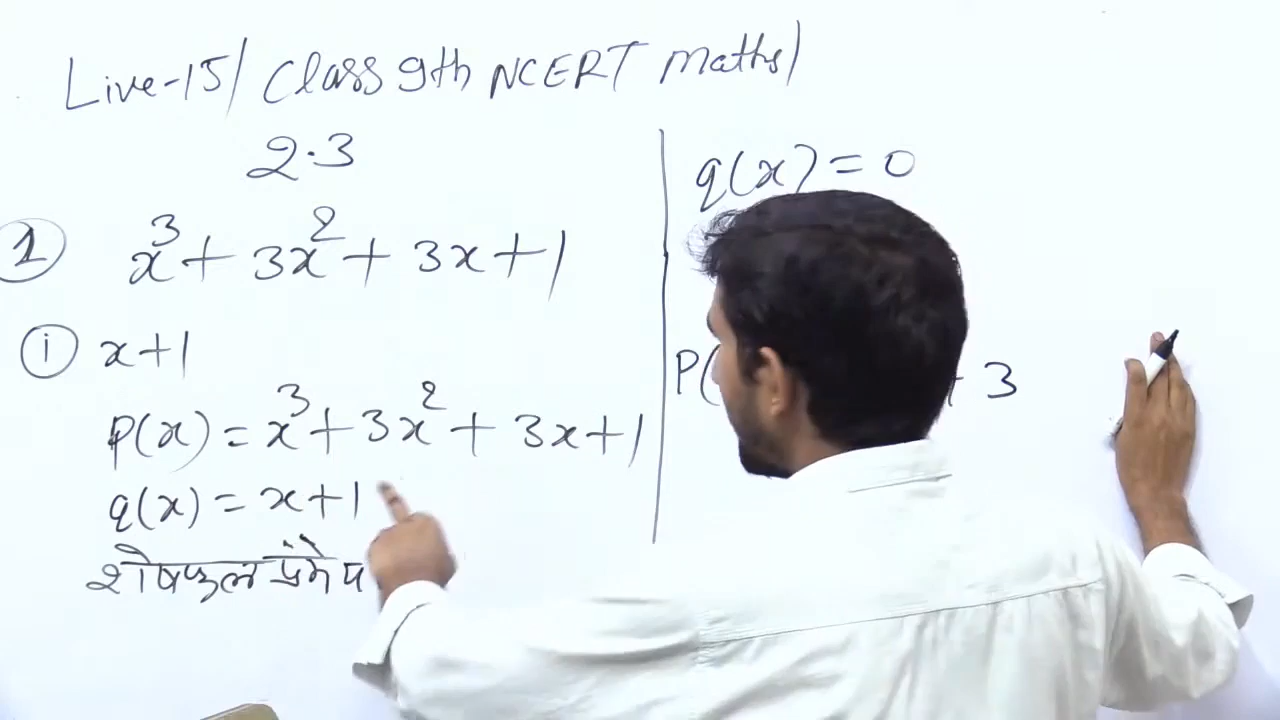 Live-15/ Class 9th NCERT Maths/
2.3
1 x³ + 3x² + 3x + 1
i x+1
P(x) = x³ + 3x² + 3x + 1
q(x) = x+1
शेषफल प्रमेय
q(x) = 0
P( + 3